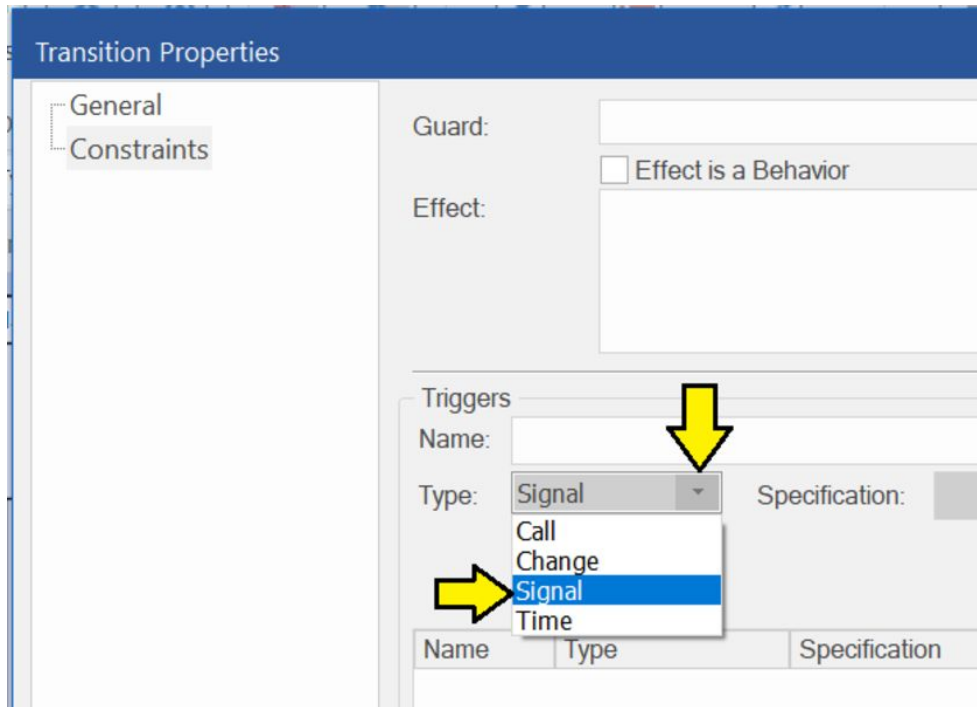 Transition Properties
General
Constraints
Guard:
Effect is a Behavior
Effect:
Triggers
Name:
Type: Signal Specification:
Call
Change
Signal
Time
Name Type Specification